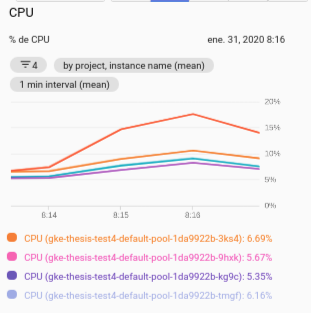 CPU
% de CPU
ene. 31, 2020 8:16
4
by project, instance name (mean)
1 min interval (mean)
20%
15%
10%
5%
0%
8:14
8:15
8:16
CPU (gke-thesis-test4-default-pool-1da9922b-3ks4): 6.69%
CPU (gke-thesis-test4-default-pool-1da9922b-9hxk): 5.67%
CPU (gke-thesis-test4-default-pool-1da9922b-kg9c): 5.35%
CPU (gke-thesis-test4-default-pool-1da9922b-tmgf): 6.16%